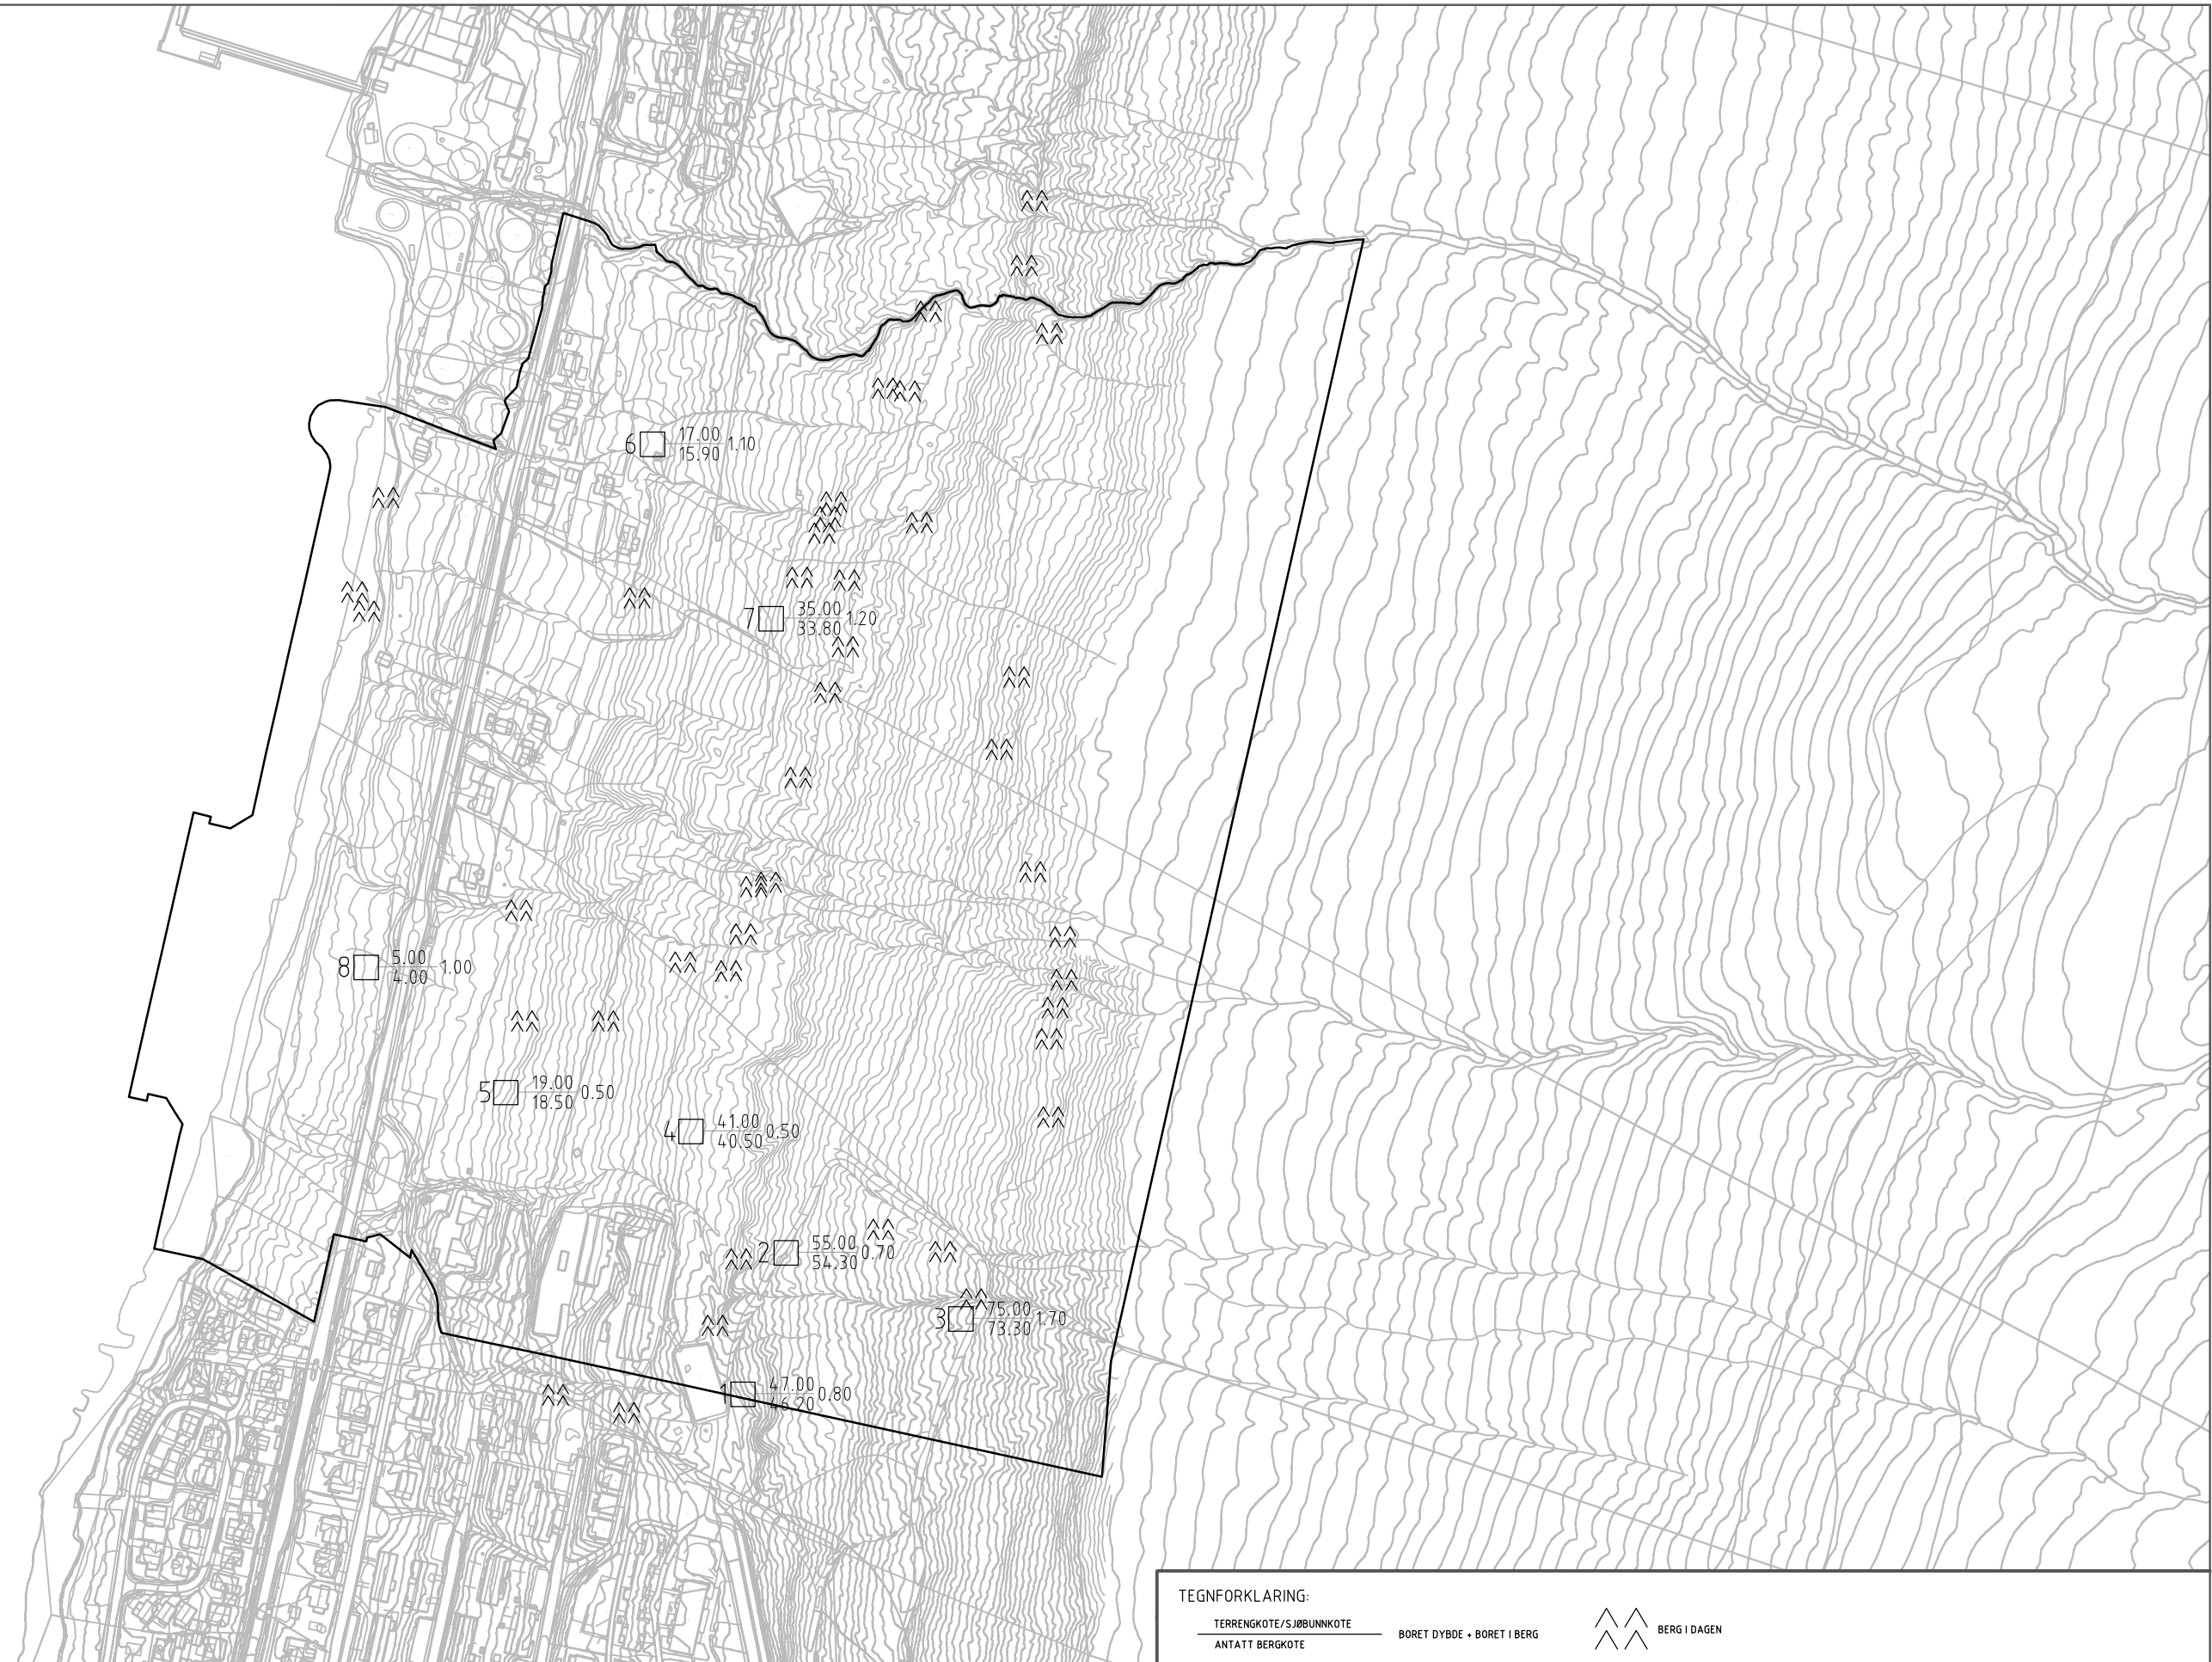 6 17.00 1.10
15.90
7 35.00 1.20
33.80
8 5.00 1.00
4.00
5 19.00 0.50
18.50
4 41.00 0.50
40.50
2 55.00 0.70
54.30
3 75.00 1.70
73.30
1 47.00 0.80
46.20
TEGNFORKLARING:
TERRENGKOTE/SJØBUNNKOTE
ANTATT BERGKOTE
BORET DYBDE + BORET I BERG
BERG I DAGEN